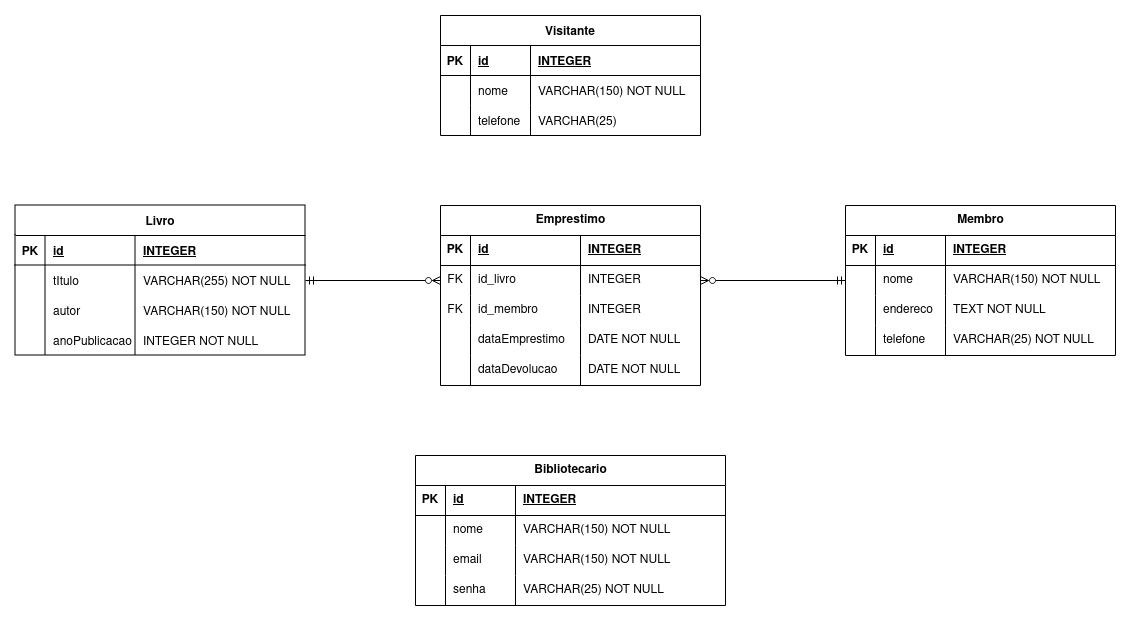 Visitante
PK id INTEGER
nome VARCHAR(150) NOT NULL
telefone VARCHAR(25)
Livro
PK id INTEGER
tItulo VARCHAR(255) NOT NULL
autor VARCHAR(150) NOT NULL
anoPublicacao INTEGER NOT NULL
Emprestimo
PK id INTEGER
FK id_livro INTEGER
FK id_membro INTEGER
dataEmprestimo DATE NOT NULL
dataDevolucao DATE NOT NULL
Membro
PK id INTEGER
nome VARCHAR(150) NOT NULL
endereco TEXT NOT NULL
telefone VARCHAR(25) NOT NULL
Bibliotecario
PK id INTEGER
nome VARCHAR(150) NOT NULL
email VARCHAR(150) NOT NULL
senha VARCHAR(25) NOT NULL